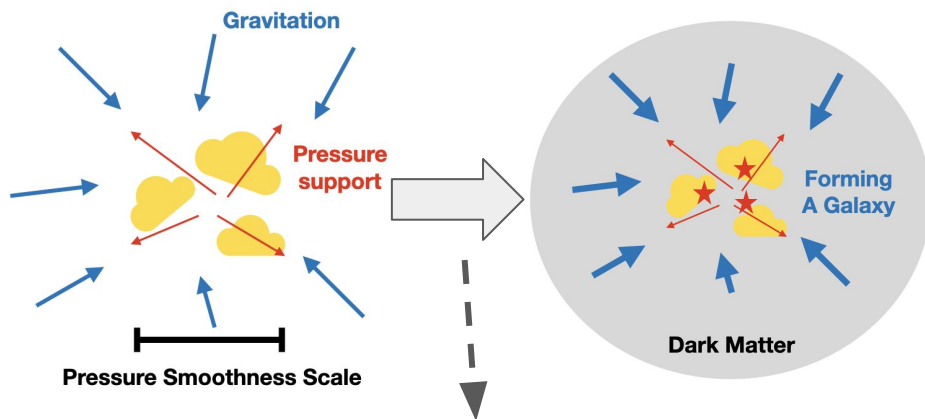 Gravitation
Pressure
support
Pressure Smoothness Scale
Forming
A Galaxy
Dark Matter